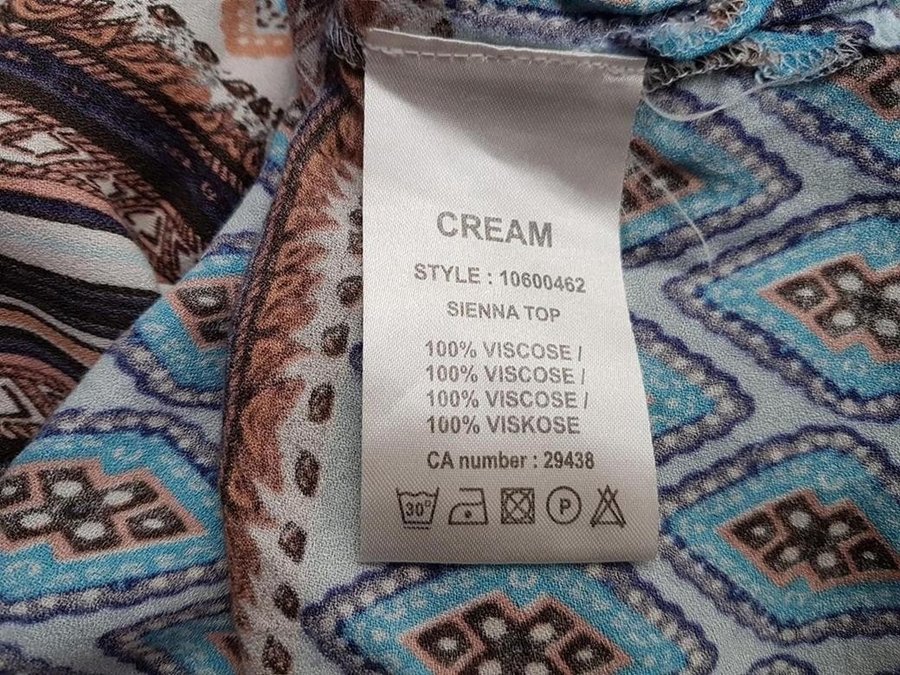 CREAM
STYLE : 10600462
SIENNA TOP
100% VISCOSE /
100% VISCOSE /
100% VISCOSE /
100% VISKOSE
CA number : 29438
30° P